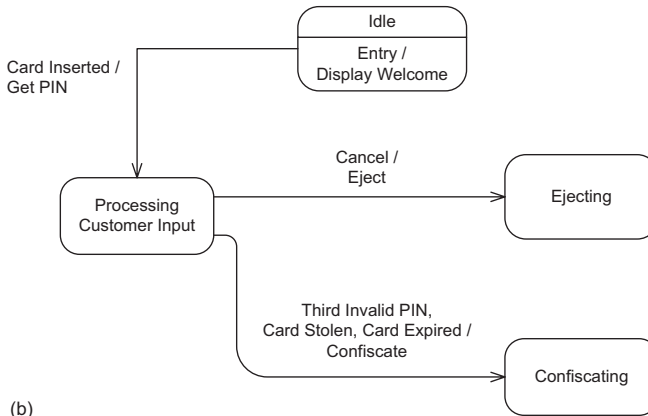 Idle
Entry /
Display Welcome
Card Inserted /
Get PIN
Cancel /
Eject
Processing
Customer Input
Ejecting
Third Invalid PIN,
Card Stolen, Card Expired /
Confiscate
Confiscating
(b)